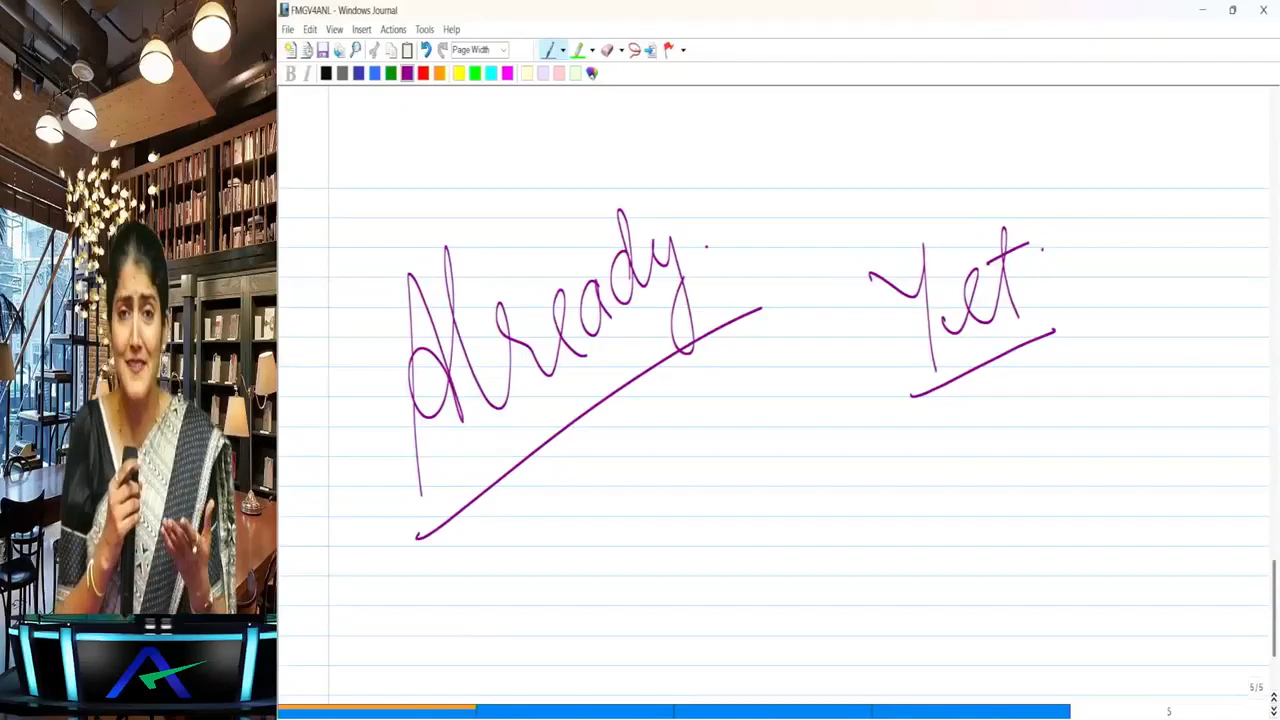 FMGV4ANL - Windows Journal
File Edit View Insert Actions Tools Help
Page Width
B I
Already. Yet.
5/5
5